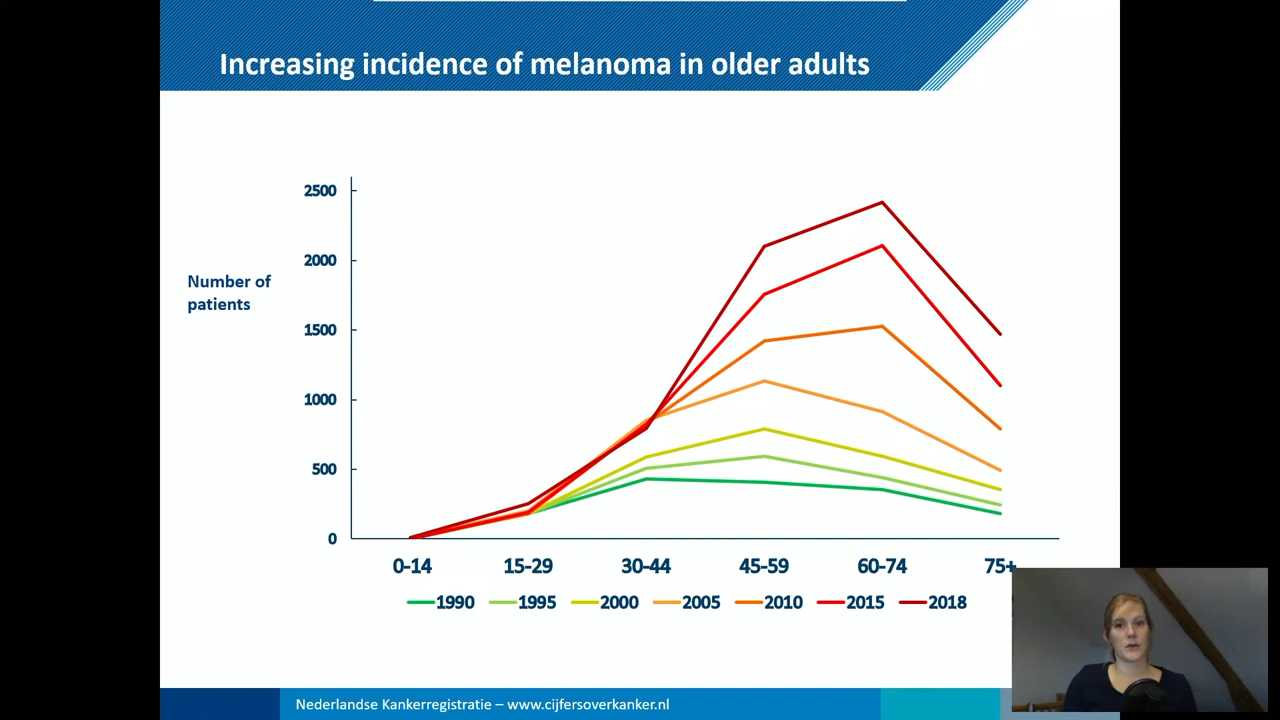 Increasing incidence of melanoma in older adults
2500
2000
1500
1000
500
0
Number of
patients
0-14 15-29 30-44 45-59 60-74 75+
1990 1995 2000 2005 2010 2015 2018
Nederlandse Kankerregistratie – www.cijfersoverkanker.nl